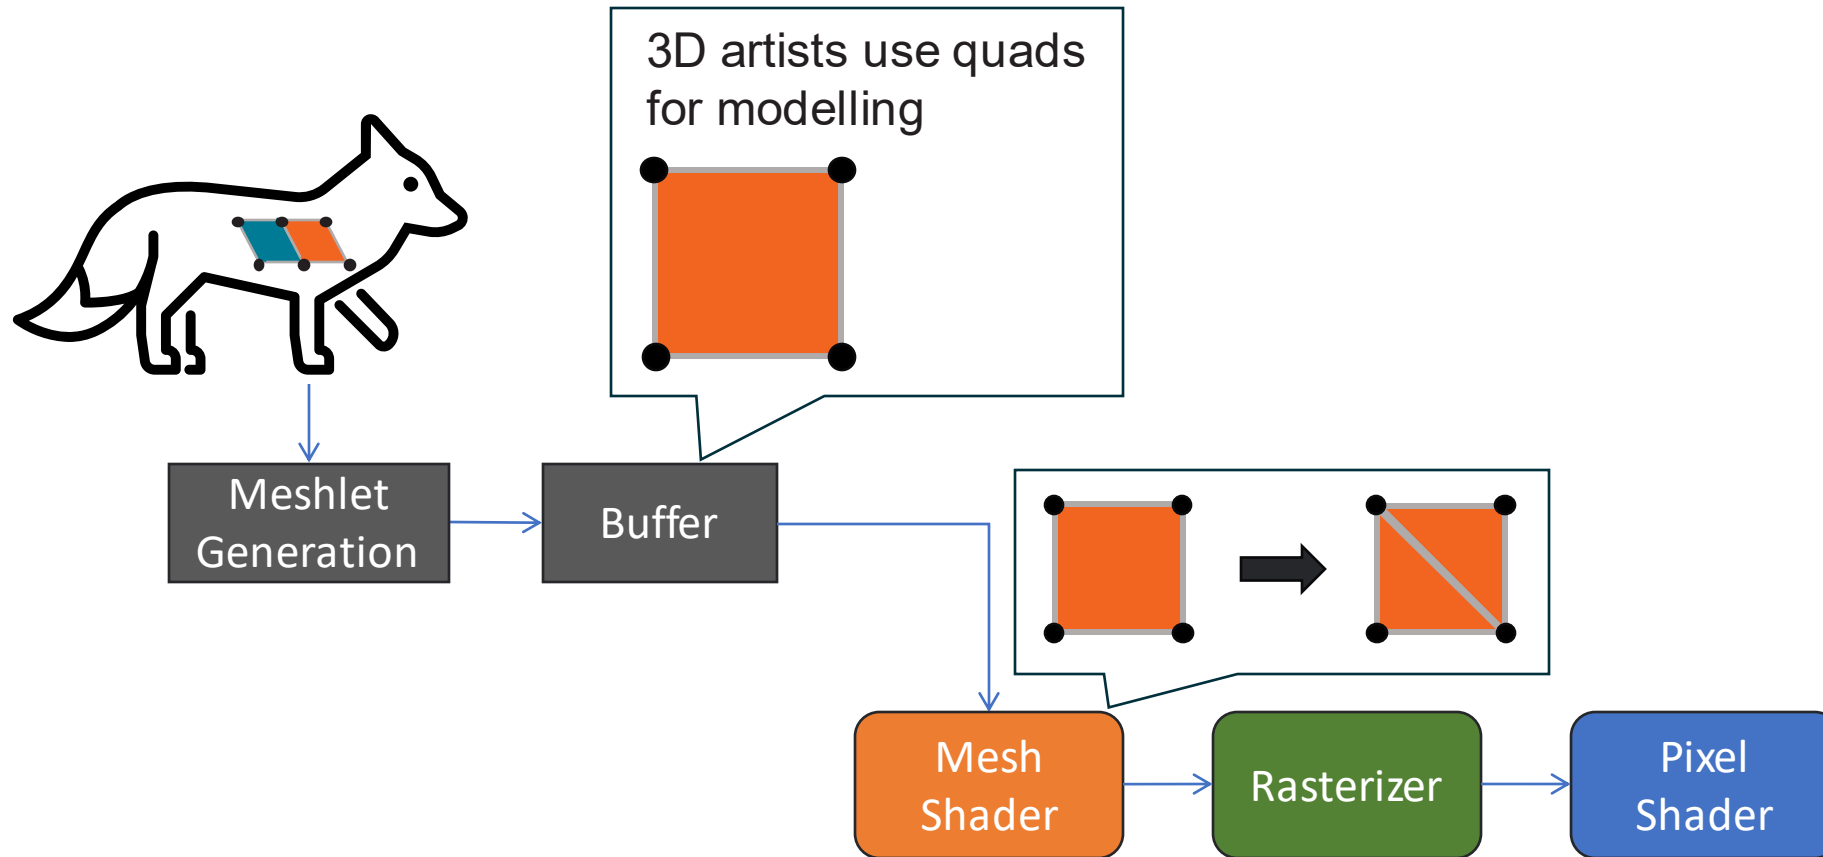 3D artists use quads
for modelling
Meshlet
Generation
Buffer
Mesh
Shader
Rasterizer
Pixel
Shader